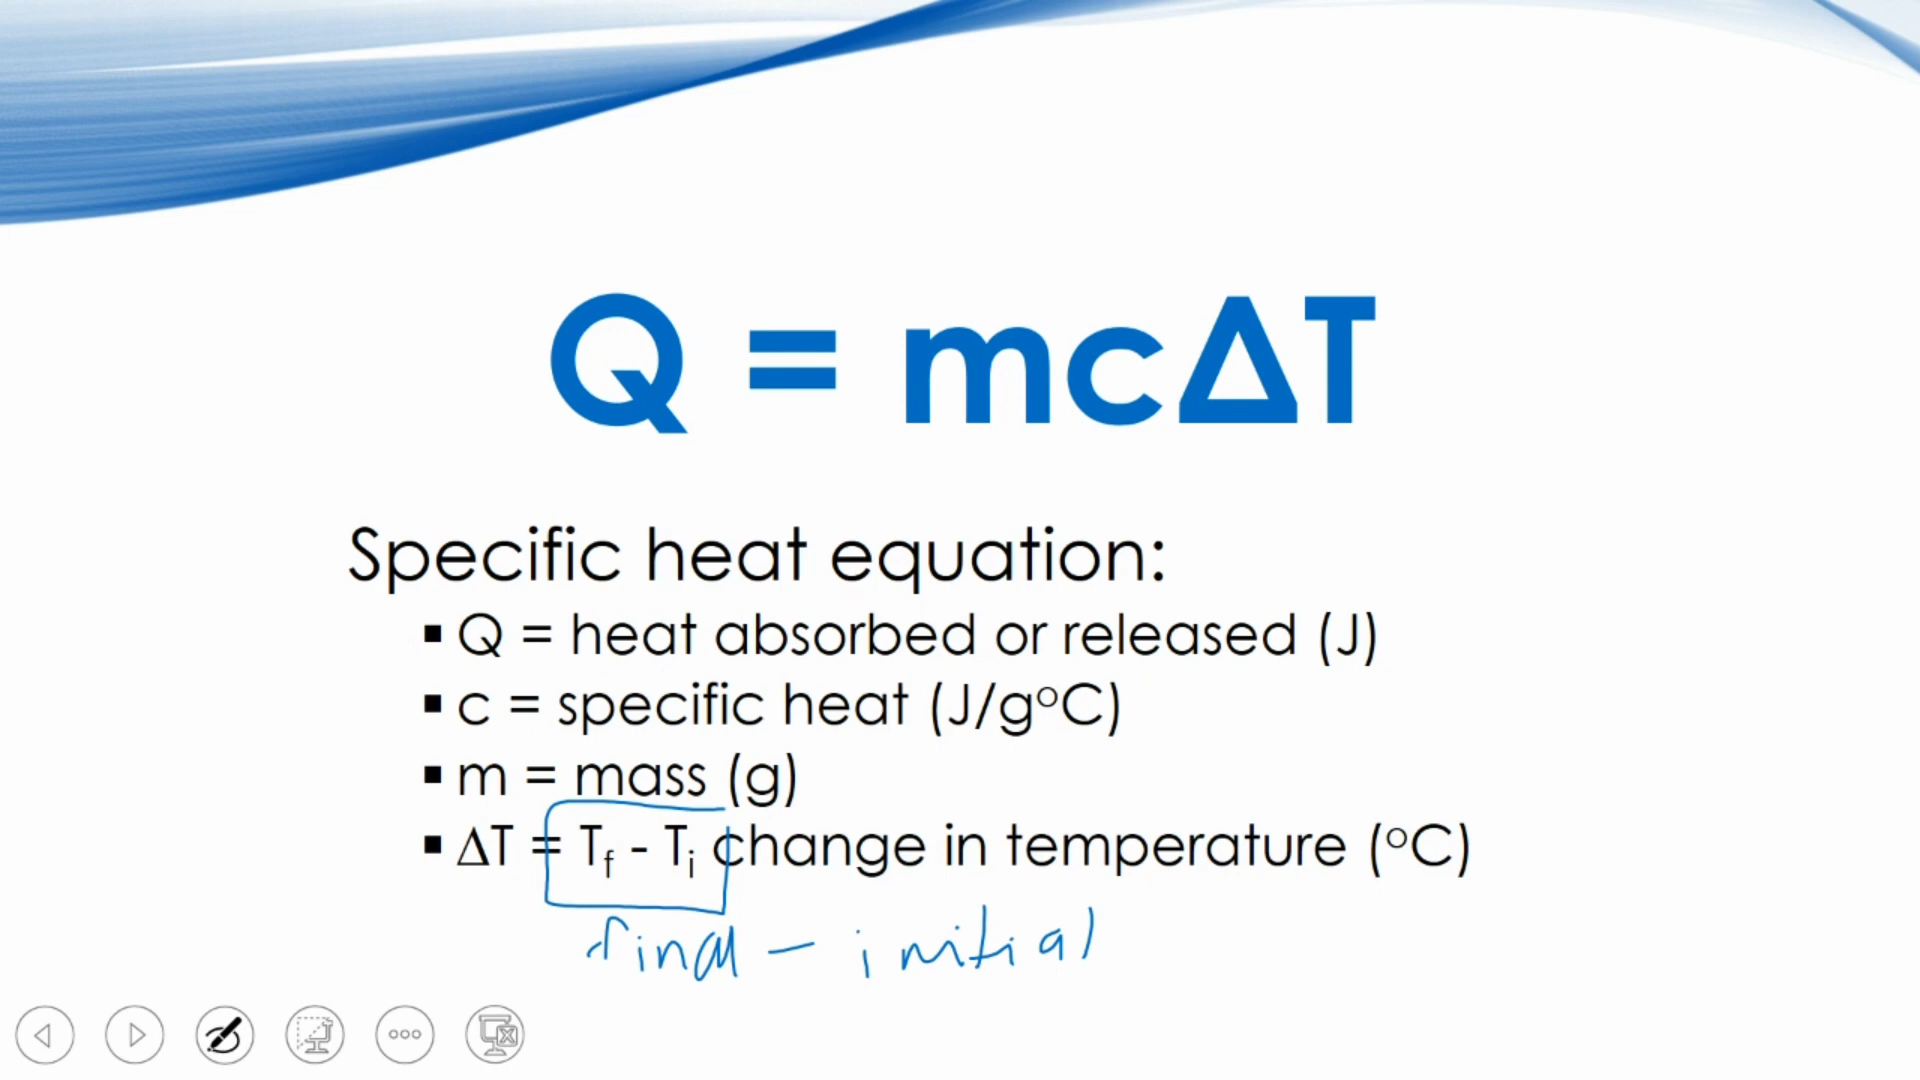 Q = mcΔT
Specific heat equation:
▪ Q = heat absorbed or released (J)
▪ c = specific heat (J/g°C)
▪ m = mass (g)
▪ ΔT = Tf - Ti change in temperature (°C)
final - initial